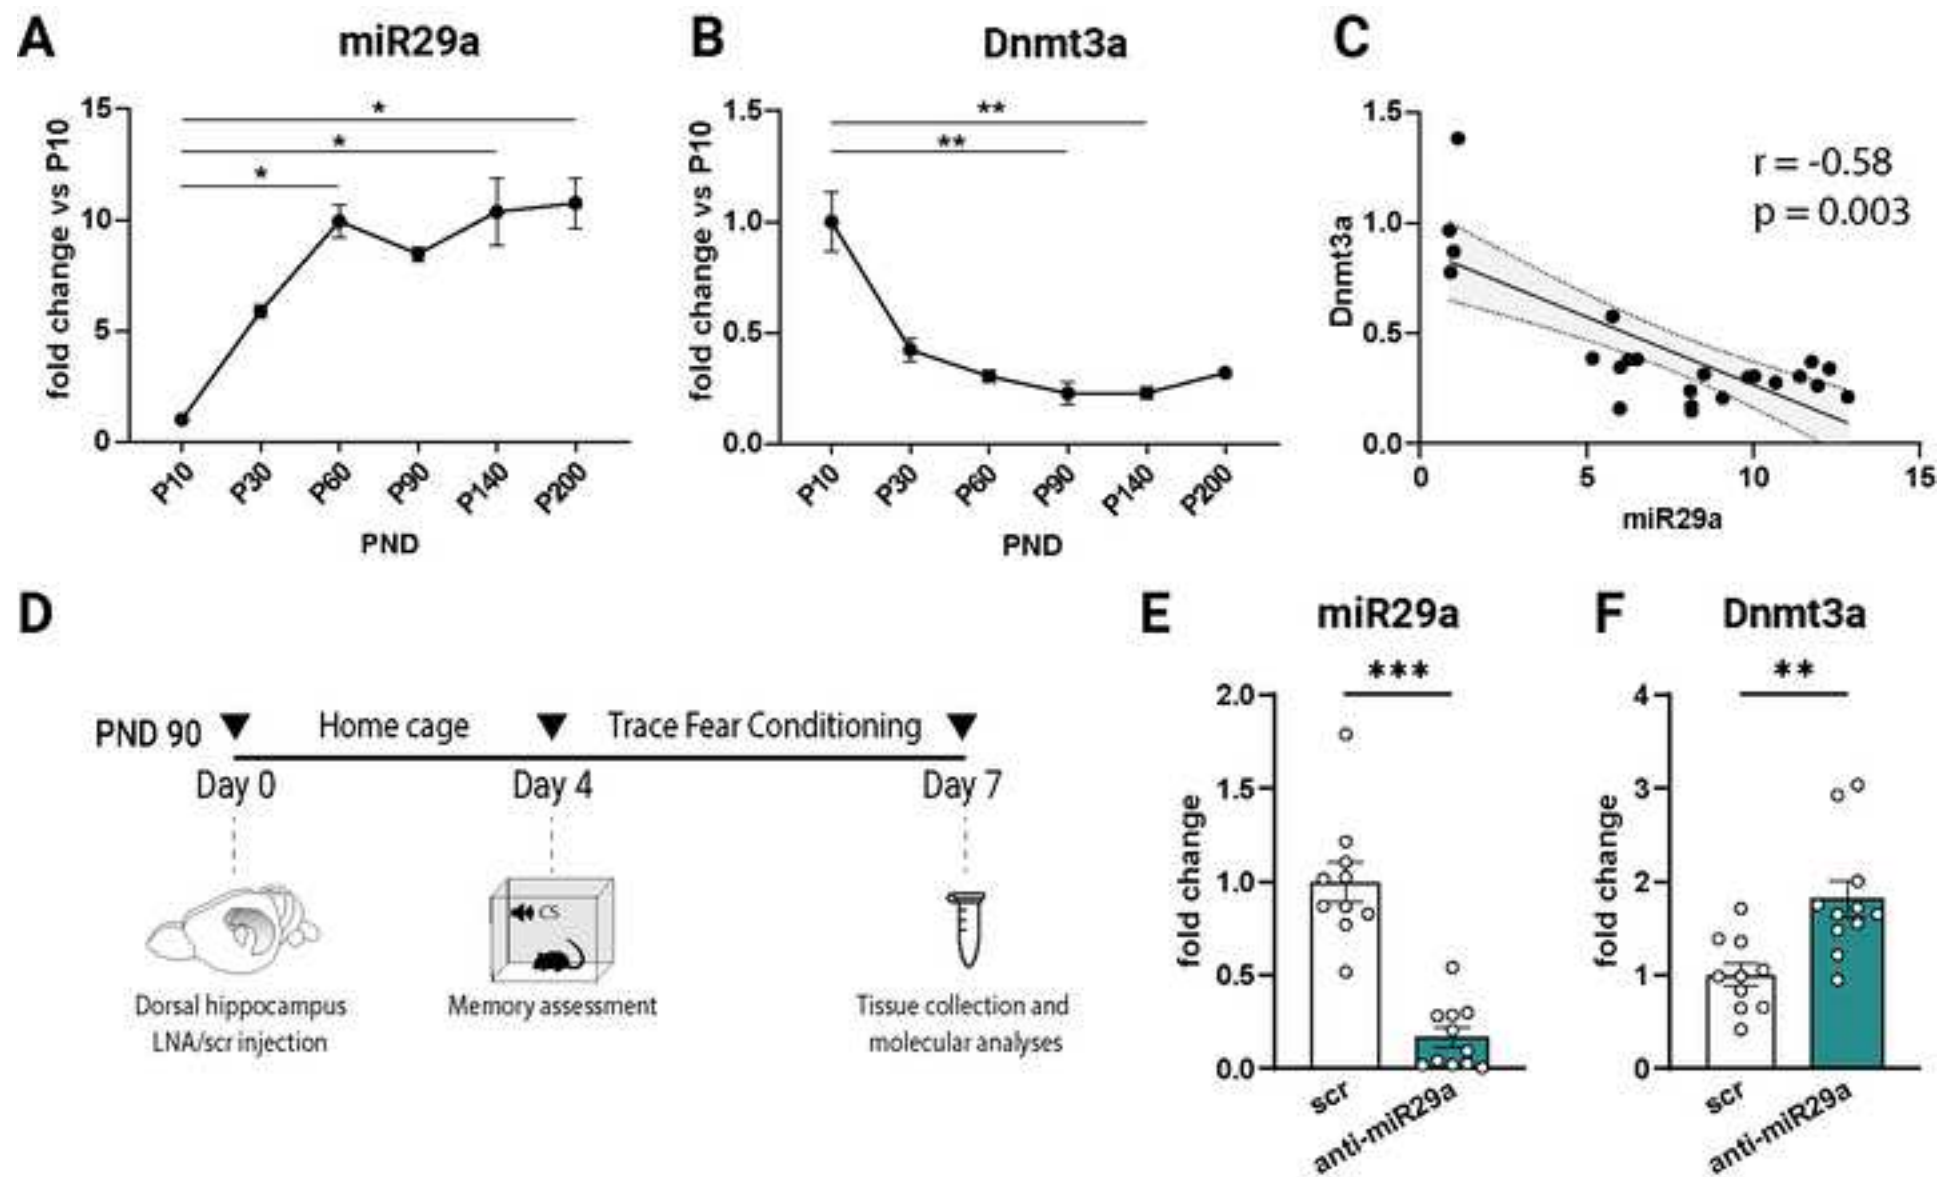 A
miR29a
fold change vs P10
15
10
5
0
*
*
*
P10
P30
P60
P90
P140
P200
PND
B
Dnmt3a
fold change vs P10
1.5
1.0
0.5
0.0
**
**
P10
P30
P60
P90
P140
P200
PND
C
Dnmt3a
1.5
1.0
0.5
0.0
r = -0.58
p = 0.003
0
5
10
15
miR29a
D
PND 90
Home cage
Trace Fear Conditioning
Day 0
Day 4
Day 7
CS
Dorsal hippocampus
LNA/scr injection
Memory assessment
Tissue collection and
molecular analyses
E
miR29a
***
fold change
2.0
1.5
1.0
0.5
0.0
scr
anti-miR29a
F
Dnmt3a
**
fold change
4
3
2
1
0
scr
anti-miR29a